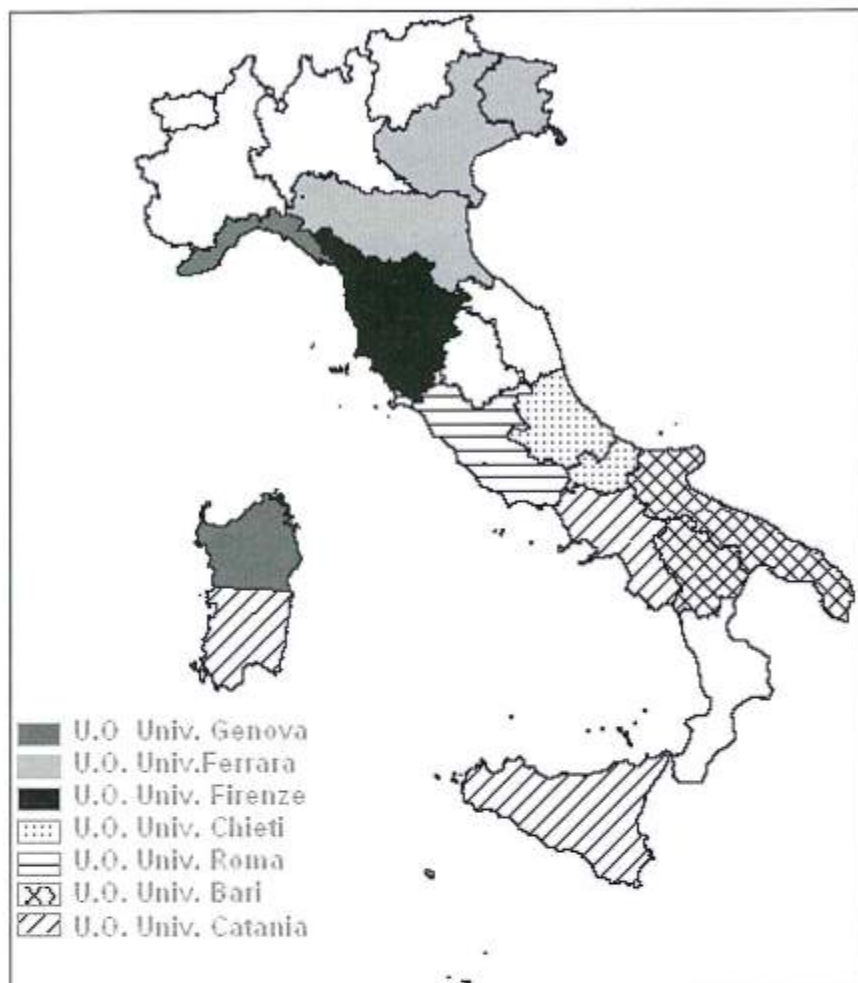 U.O Univ. Genova
U.O. Univ.Ferrara
U.O. Univ. Firenze
U.O. Univ. Chieti
U.O. Univ. Roma
U.O. Univ. Bari
U.O. Univ. Catania